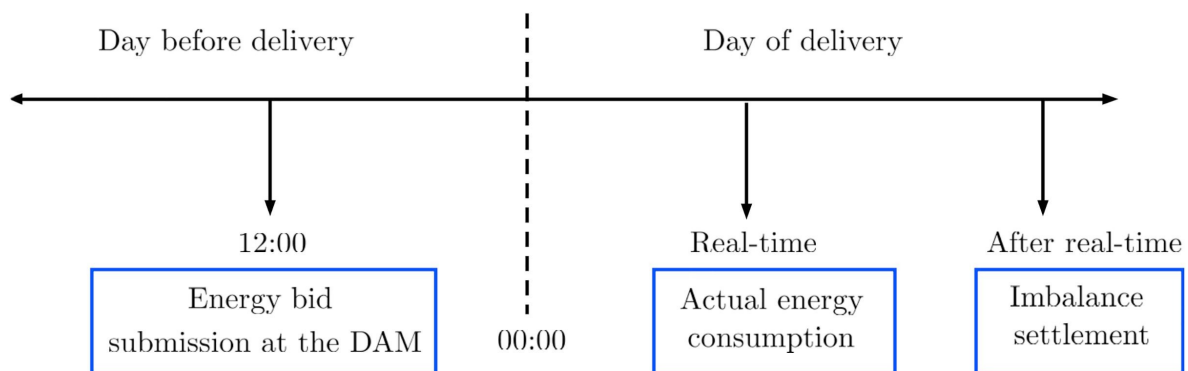 Day before delivery
Day of delivery
12:00
Energy bid
submission at the DAM
00:00
Real-time
Actual energy
consumption
After real-time
Imbalance
settlement